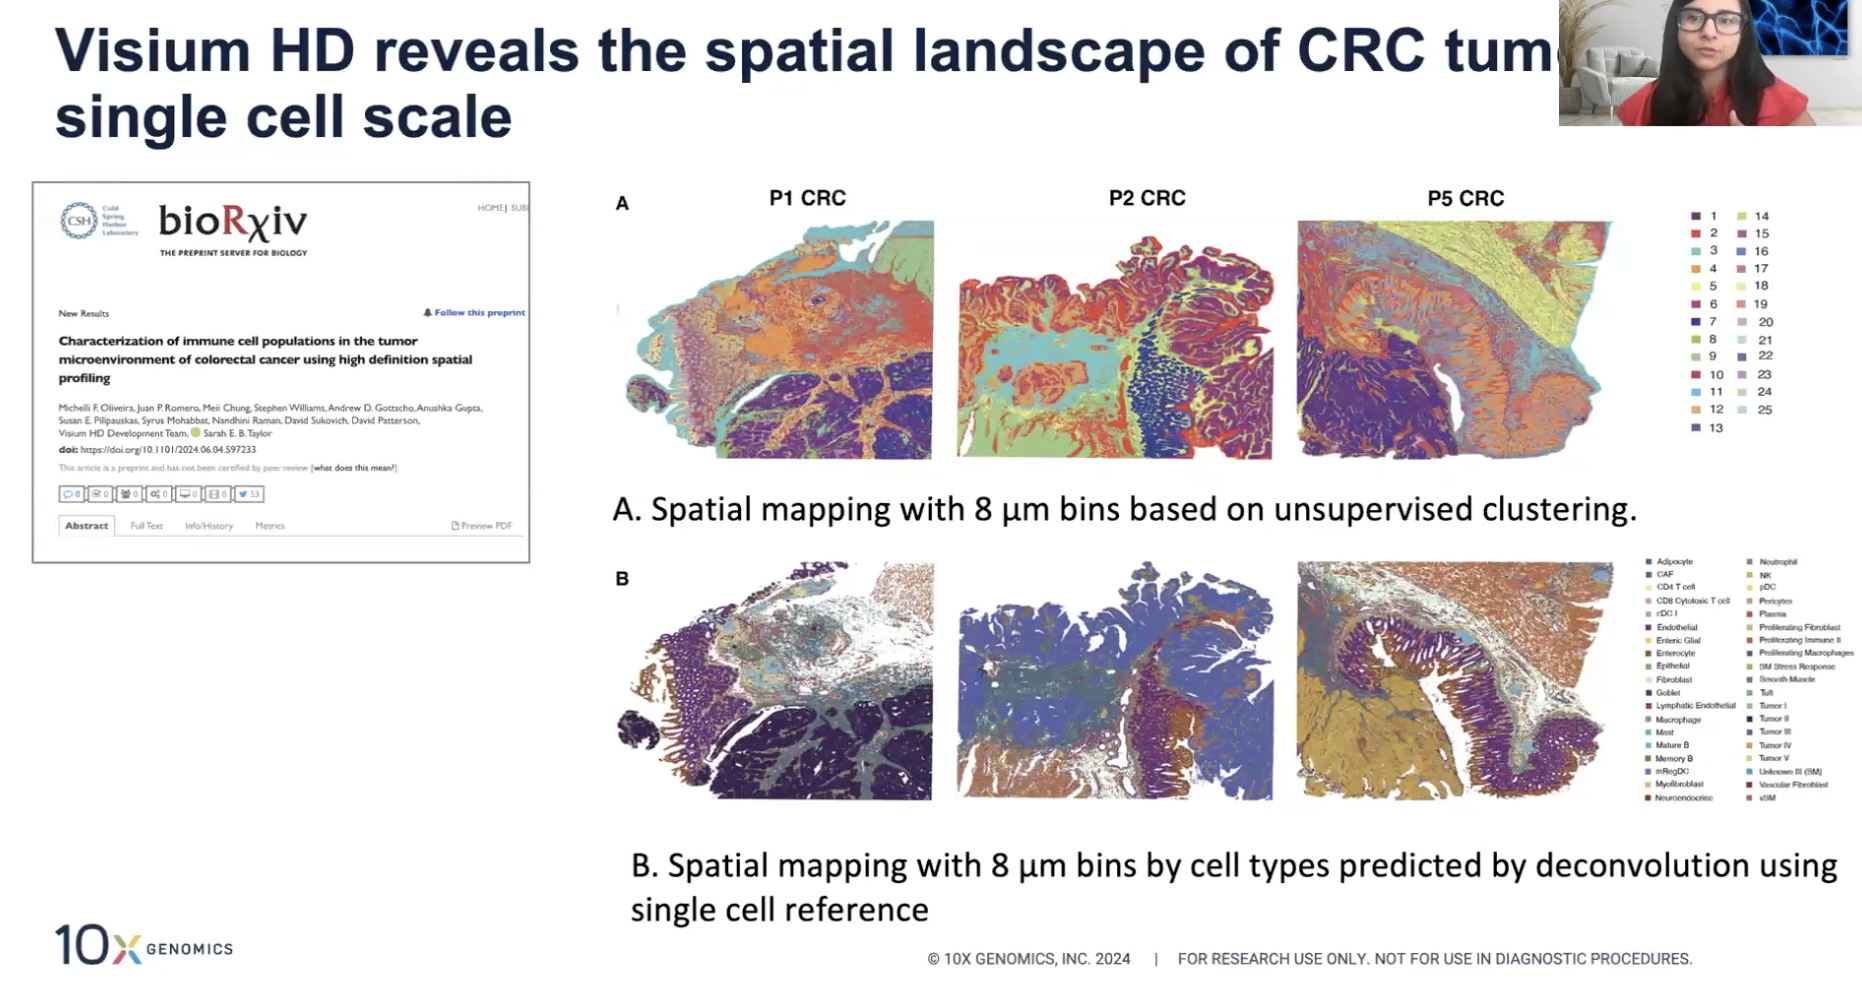 Visium HD reveals the spatial landscape of CRC tum
single cell scale
CSH
Cold
Spring
Harbor
Laboratory
bioRxiv
THE PREPRINT SERVER FOR BIOLOGY
HOME| SUB
New Results
Follow this preprint
Characterization of immune cell populations in the tumor
microenvironment of colorectal cancer using high definition spatial
profiling
Michelli F. Oliveira, Juan P. Romero, Meii Chung, Stephen Williams, Andrew D. Gottscho, Anushka Gupta,
Susan E. Pilipauskas, Syrus Mohabbat, Nandhini Raman, David Sukovich, David Patterson,
Visium HD Development Team, Sarah E. B. Taylor
doi: https://doi.org/10.1101/2024.06.04.597233
This article is a preprint and has not been certified by peer review [what does this mean?].
0 0 0 0 0 0 53
Abstract Full Text Info/History Metrics Preview PDF
A
P1 CRC P2 CRC P5 CRC
1 14
2 15
3 16
4 17
5 18
6 19
7 20
8 21
9 22
10 23
11 24
12 25
13
A. Spatial mapping with 8 µm bins based on unsupervised clustering.
B
Adipocyte Neutrophil
CAF NK
CD4 T cell pDC
CD8 Cytotoxic T cell Pericytes
cDC I Plasma
Endothelial Proliferating Fibroblast
Enteric Glial Proliferating Immune II
Enterocyte Proliferating Macrophages
Epithelial SM Stress Response
Fibroblast Smooth Muscle
Goblet Tuft
Lymphatic Endothelial Tumor I
Macrophage Tumor II
Mast Tumor III
Mature B Tumor IV
Memory B Tumor V
mRegDC Unknown III (SM)
Myofibroblast Vascular Fibroblast
Neuroendocrine vSM
B. Spatial mapping with 8 µm bins by cell types predicted by deconvolution using
single cell reference
10x GENOMICS
© 10X GENOMICS, INC. 2024 | FOR RESEARCH USE ONLY. NOT FOR USE IN DIAGNOSTIC PROCEDURES.